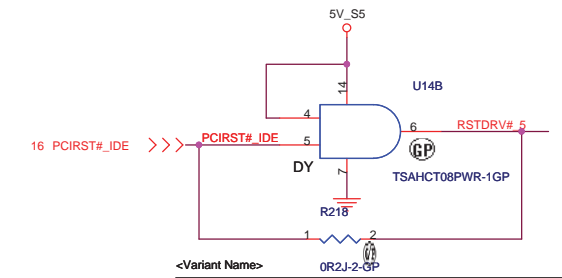 5V_S5
14
U14B
4
6
RSTDRV#_5
16 PCIRST#_IDE
PCIRST#_IDE
5
GP
DY
7
TSAHCT08PWR-1GP
R218
1
2
0R2J-2-GP
<Variant Name>